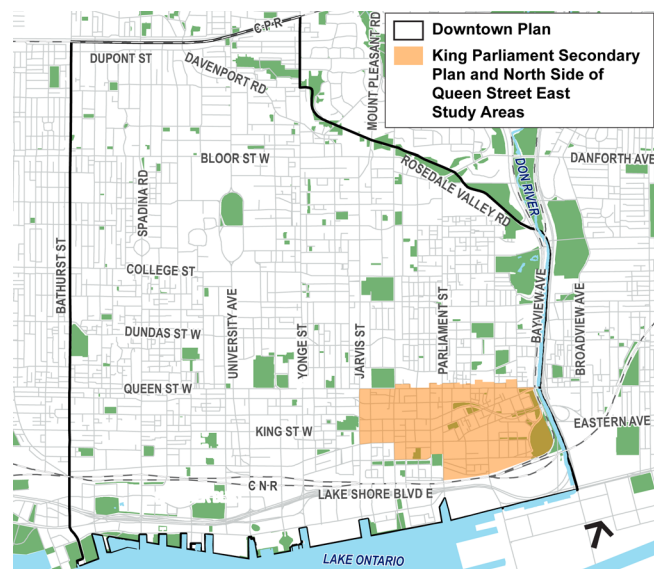 Downtown Plan
King Parliament Secondary
Plan and North Side of
Queen Street East
Study Areas
C P R
DUPONT ST
DAVENPORT RD
MOUNT PLEASANT RD
BLOOR ST W
DANFORTH AVE
ROSEDALE VALLEY RD
DON RIVER
SPADINA RD
BATHURST ST
COLLEGE ST
UNIVERSITY AVE
YONGE ST
JARVIS ST
PARLIAMENT ST
BAYVIEW AVE
BROADVIEW AVE
DUNDAS ST W
QUEEN ST W
KING ST W
EASTERN AVE
C N R
LAKE SHORE BLVD E
LAKE ONTARIO